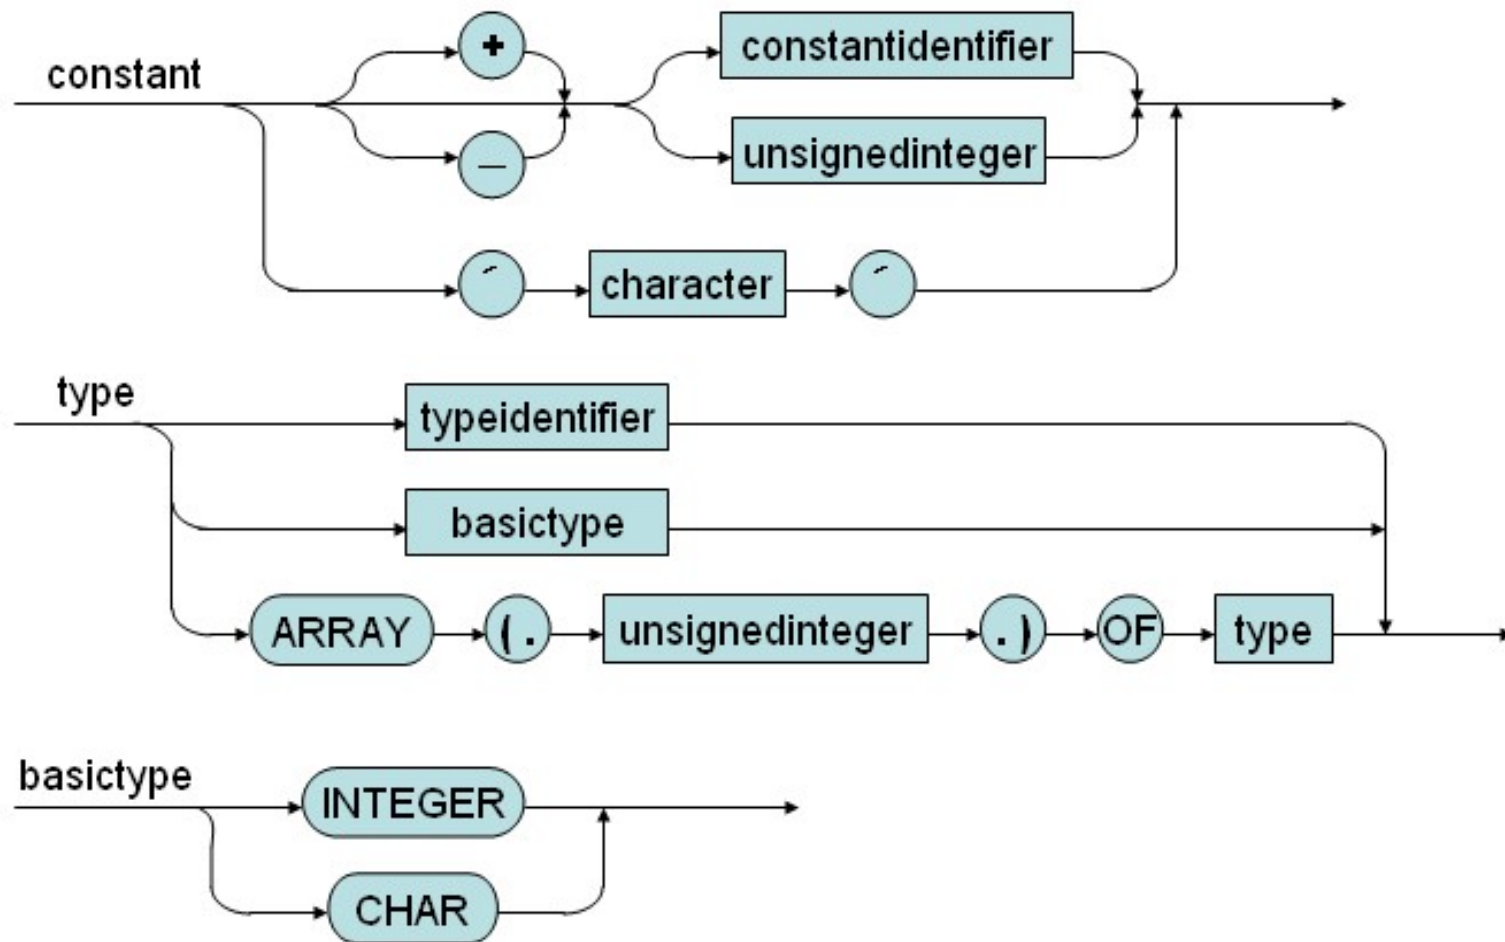 +
constantidentifier
constant
–
unsignedinteger
´ character ´
type
typeidentifier
basictype
ARRAY (. unsignedinteger .) OF type
basictype
INTEGER
CHAR